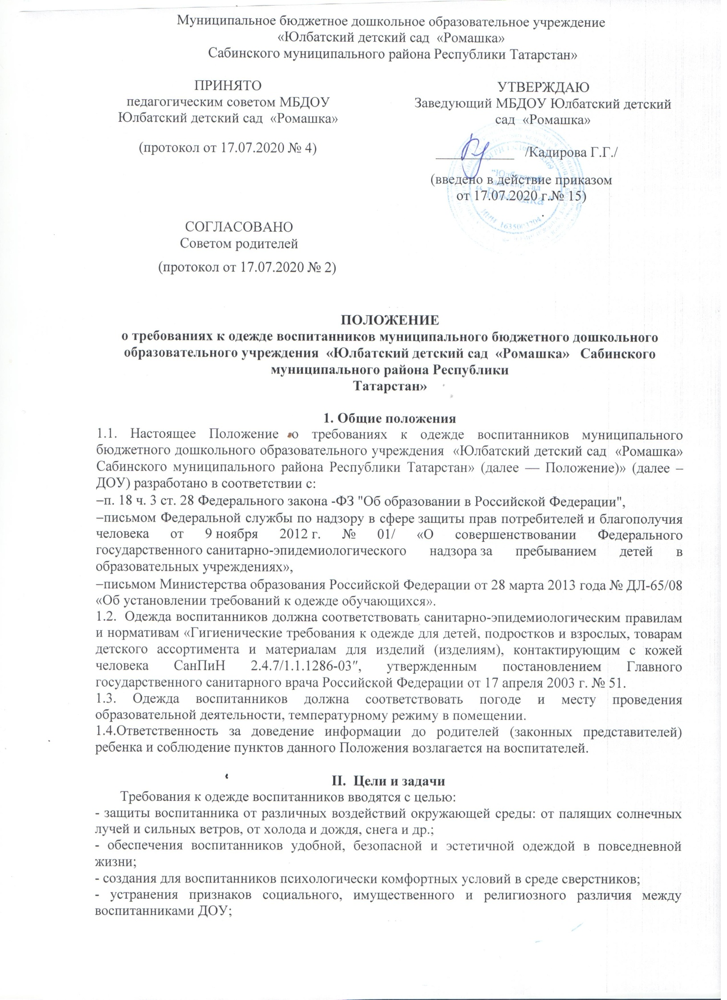 Муниципальное бюджетное дошкольное образовательное учреждение
«Юлбатский детский сад «Ромашка»
Сабинского муниципального района Республики Татарстан»
ПРИНЯТО
педагогическим советом МБДОУ
Юлбатский детский сад «Ромашка»
(протокол от 17.07.2020 № 4)
УТВЕРЖДАЮ
Заведующий МБДОУ Юлбатский детский
сад «Ромашка»
____________ /Кадирова Г.Г./
(введено в действие приказом
от 17.07.2020 г.№ 15)
"Юлбатский
детский сад
"Ромашка"
СОГЛАСОВАНО
Советом родителей
(протокол от 17.07.2020 № 2)
ПОЛОЖЕНИЕ
о требованиях к одежде воспитанников муниципального бюджетного дошкольного
образовательного учреждения «Юлбатский детский сад «Ромашка» Сабинского
муниципального района Республики
Татарстан»
1. Общие положения
1.1. Настоящее Положение о требованиях к одежде воспитанников муниципального
бюджетного дошкольного образовательного учреждения «Юлбатский детский сад «Ромашка»
Сабинского муниципального района Республики Татарстан» (далее — Положение)» (далее –
ДОУ) разработано в соответствии с:
–п. 18 ч. 3 ст. 28 Федерального закона -ФЗ "Об образовании в Российской Федерации",
–письмом Федеральной службы по надзору в сфере защиты прав потребителей и благополучия
человека от 9 ноября 2012 г. № 01/ «О совершенствовании Федерального
государственного санитарно-эпидемиологического надзора за пребыванием детей в
образовательных учреждениях»,
–письмом Министерства образования Российской Федерации от 28 марта 2013 года № ДЛ-65/08
«Об установлении требований к одежде обучающихся».
1.2. Одежда воспитанников должна соответствовать санитарно-эпидемиологическим правилам
и нормативам «Гигиенические требования к одежде для детей, подростков и взрослых, товарам
детского ассортимента и материалам для изделий (изделиям), контактирующим с кожей
человека СанПиН 2.4.7/1.1.1286-03″, утвержденным постановлением Главного
государственного санитарного врача Российской Федерации от 17 апреля 2003 г. № 51.
1.3. Одежда воспитанников должна соответствовать погоде и месту проведения
образовательной деятельности, температурному режиму в помещении.
1.4.Ответственность за доведение информации до родителей (законных представителей)
ребенка и соблюдение пунктов данного Положения возлагается на воспитателей.
II. Цели и задачи
Требования к одежде воспитанников вводятся с целью:
- защиты воспитанника от различных воздействий окружающей среды: от палящих солнечных
лучей и сильных ветров, от холода и дождя, снега и др.;
- обеспечения воспитанников удобной, безопасной и эстетичной одеждой в повседневной
жизни;
- создания для воспитанников психологически комфортных условий в среде сверстников;
- устранения признаков социального, имущественного и религиозного различия между
воспитанниками ДОУ;